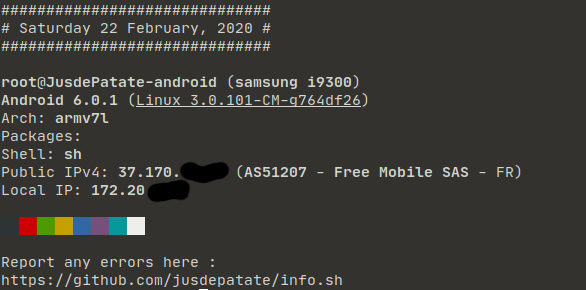 ##############################
# Saturday 22 February, 2020 #
##############################
root@JusdePatate-android (samsung i9300)
Android 6.0.1 (Linux 3.0.101-CM-g764df26)
Arch: armv7l
Packages:
Shell: sh
Public IPv4: 37.170. (AS51207 - Free Mobile SAS - FR)
Local IP: 172.20
Report any errors here :
https://github.com/jusdepatate/info.sh